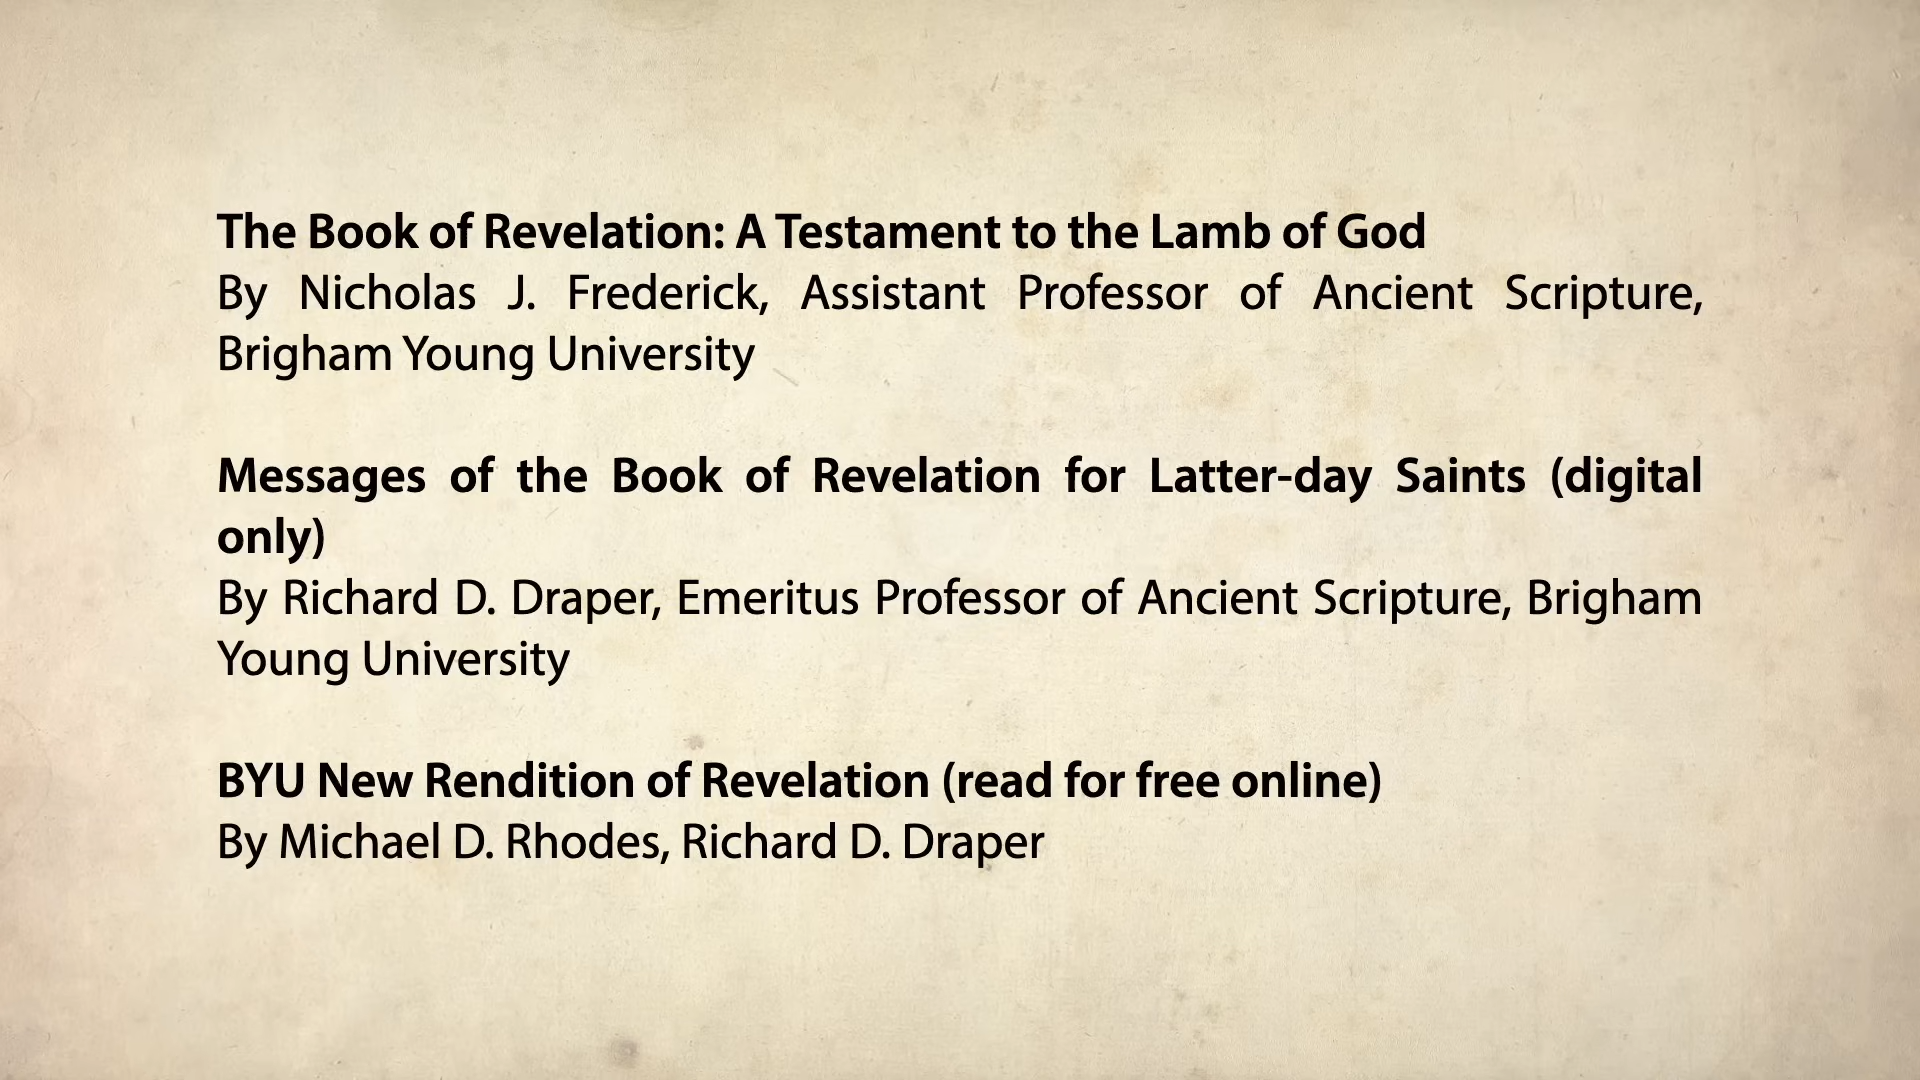 The Book of Revelation: A Testament to the Lamb of God
By Nicholas J. Frederick, Assistant Professor of Ancient Scripture,
Brigham Young University
Messages of the Book of Revelation for Latter-day Saints (digital
only)
By Richard D. Draper, Emeritus Professor of Ancient Scripture, Brigham
Young University
BYU New Rendition of Revelation (read for free online)
By Michael D. Rhodes, Richard D. Draper